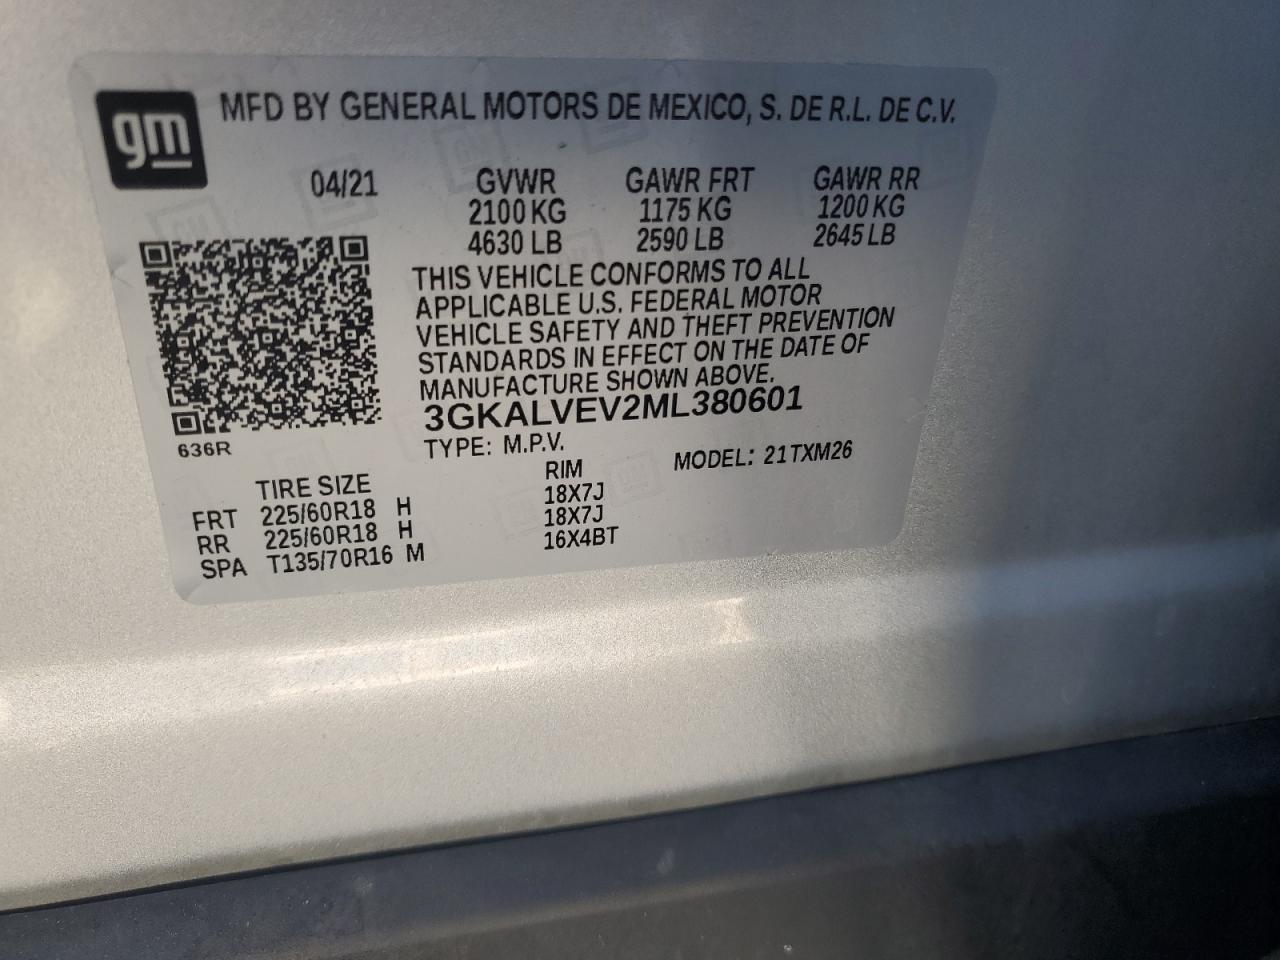 gm
MFD BY GENERAL MOTORS DE MEXICO, S. DE R.L. DE C.V.
04/21 GVWR GAWR FRT GAWR RR
2100 KG 1175 KG 1200 KG
4630 LB 2590 LB 2645 LB
THIS VEHICLE CONFORMS TO ALL
APPLICABLE U.S. FEDERAL MOTOR
VEHICLE SAFETY AND THEFT PREVENTION
STANDARDS IN EFFECT ON THE DATE OF
MANUFACTURE SHOWN ABOVE.
3GKALVEV2ML380601
636R
TYPE: M.P.V. MODEL: 21TXM26
TIRE SIZE RIM
FRT 225/60R18 H 18X7J
RR 225/60R18 H 18X7J
SPA T135/70R16 M 16X4BT